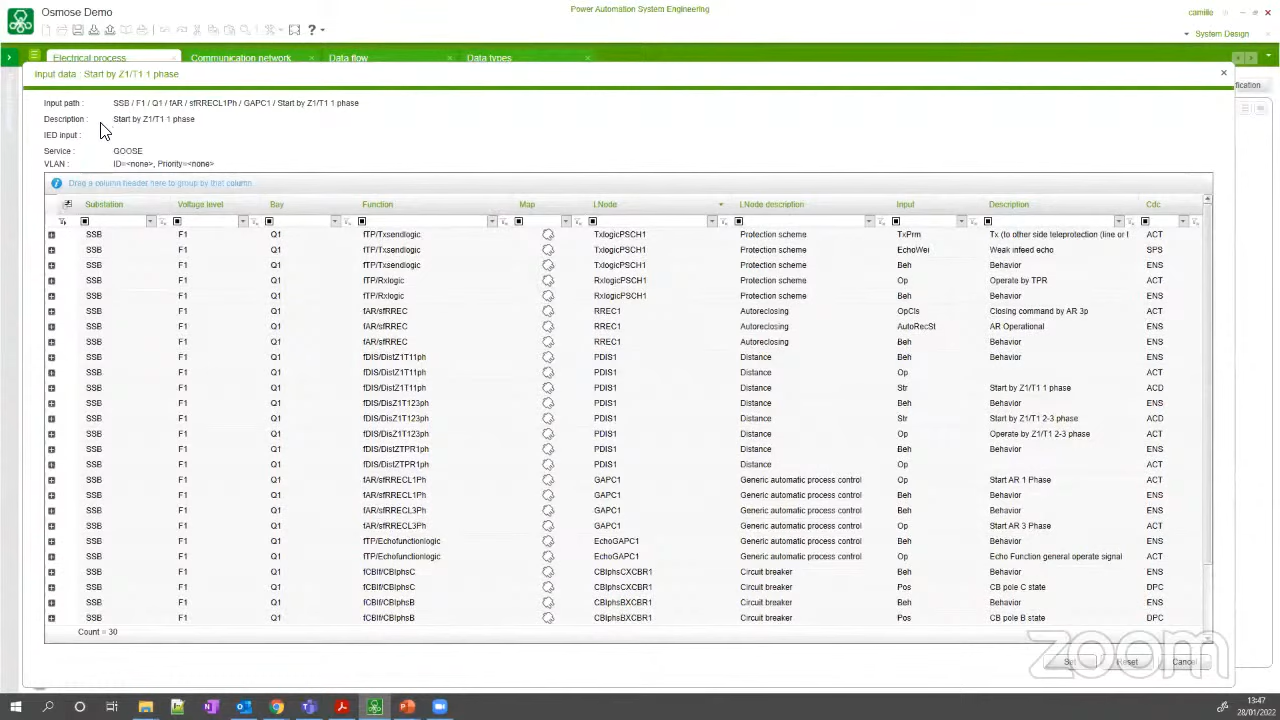 Osmose Demo
Power Automation System Engineering
camille
System Design
Electrical process
Communication network
Data flow
Data types
Input data : Start by Z1/T1 1 phase
ification
Input path : SSB / F1 / Q1 / fAR / sfRRECL1Ph / GAPC1 / Start by Z1/T1 1 phase
Description : Start by Z1/T1 1 phase
IED input :
Service : GOOSE
VLAN : ID=<none>, Priority=<none>
Drag a column header here to group by that column
Substation Voltage level Bay Function Map LNode LNode description Input Description Cdc
SSB F1 Q1 fTP/Txsendlogic TxlogicPSCH1 Protection scheme TxPrm Tx (to other side teleprotection (line or t ACT
SSB F1 Q1 fTP/Txsendlogic TxlogicPSCH1 Protection scheme EchoWei Weak infeed echo SPS
SSB F1 Q1 fTP/Txsendlogic TxlogicPSCH1 Protection scheme Beh Behavior ENS
SSB F1 Q1 fTP/Rxlogic RxlogicPSCH1 Protection scheme Op Operate by TPR ACT
SSB F1 Q1 fTP/Rxlogic RxlogicPSCH1 Protection scheme Beh Behavior ENS
SSB F1 Q1 fAR/sfRREC RREC1 Autoreclosing OpCls Closing command by AR 3p ACT
SSB F1 Q1 fAR/sfRREC RREC1 Autoreclosing AutoRecSt AR Operational ENS
SSB F1 Q1 fAR/sfRREC RREC1 Autoreclosing Beh Behavior ENS
SSB F1 Q1 fDIS/DistZ1T11ph PDIS1 Distance Beh Behavior ENS
SSB F1 Q1 fDIS/DistZ1T11ph PDIS1 Distance Op ACT
SSB F1 Q1 fDIS/DistZ1T11ph PDIS1 Distance Str Start by Z1/T1 1 phase ACD
SSB F1 Q1 fDIS/DisZ1T123ph PDIS1 Distance Beh Behavior ENS
SSB F1 Q1 fDIS/DisZ1T123ph PDIS1 Distance Str Start by Z1/T1 2-3 phase ACD
SSB F1 Q1 fDIS/DisZ1T123ph PDIS1 Distance Op Operate by Z1/T1 2-3 phase ACT
SSB F1 Q1 fDIS/DisZTPR1ph PDIS1 Distance Beh Behavior ENS
SSB F1 Q1 fDIS/DisZTPR1ph PDIS1 Distance Op ACT
SSB F1 Q1 fAR/sfRRECL1Ph GAPC1 Generic automatic process control Op Start AR 1 Phase ACT
SSB F1 Q1 fAR/sfRRECL1Ph GAPC1 Generic automatic process control Beh Behavior ENS
SSB F1 Q1 fAR/sfRRECL3Ph GAPC1 Generic automatic process control Beh Behavior ENS
SSB F1 Q1 fAR/sfRRECL3Ph GAPC1 Generic automatic process control Op Start AR 3 Phase ACT
SSB F1 Q1 fTP/Echofunctionlogic EchoGAPC1 Generic automatic process control Beh Behavior ENS
SSB F1 Q1 fTP/Echofunctionlogic EchoGAPC1 Generic automatic process control Op Echo Function general operate signal ACT
SSB F1 Q1 fCBIf/CBIphsC CBIphsCXCBR1 Circuit breaker Beh Behavior ENS
SSB F1 Q1 fCBIf/CBIphsC CBIphsCXCBR1 Circuit breaker Pos CB pole C state DPC
SSB F1 Q1 fCBIf/CBIphsB CBIphsBXCBR1 Circuit breaker Beh Behavior ENS
SSB F1 Q1 fCBIf/CBIphsB CBIphsBXCBR1 Circuit breaker Pos CB pole B state DPC
Count = 30
zoom
Set Reset Cancel
13:47
28/01/2022